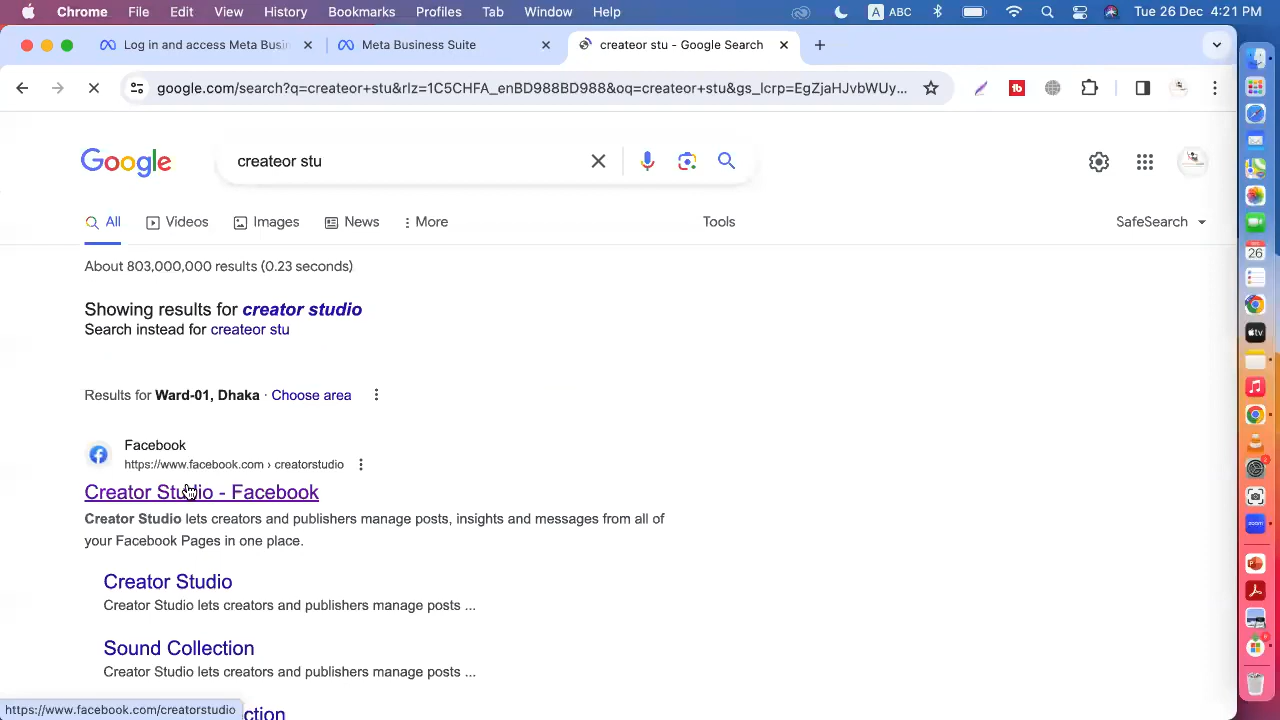 Chrome File Edit View History Bookmarks Profiles Tab Window Help A ABC Tue 26 Dec 4:21 PM
Log in and access Meta Busi Meta Business Suite createor stu - Google Search
google.com/search?q=createor+stu&rlz=1C5CHFA_enBD988BD988&oq=createor+stu&gs_lcrp=EgZjaHJvbWUy...
Google createor stu
All Videos Images News More Tools SafeSearch
About 803,000,000 results (0.23 seconds)
Showing results for creator studio
Search instead for createor stu
Results for Ward-01, Dhaka · Choose area
Facebook
https://www.facebook.com › creatorstudio
Creator Studio - Facebook
Creator Studio lets creators and publishers manage posts, insights and messages from all of
your Facebook Pages in one place.
Creator Studio
Creator Studio lets creators and publishers manage posts ...
Sound Collection
Creator Studio lets creators and publishers manage posts ...
https://www.facebook.com/creatorstudio